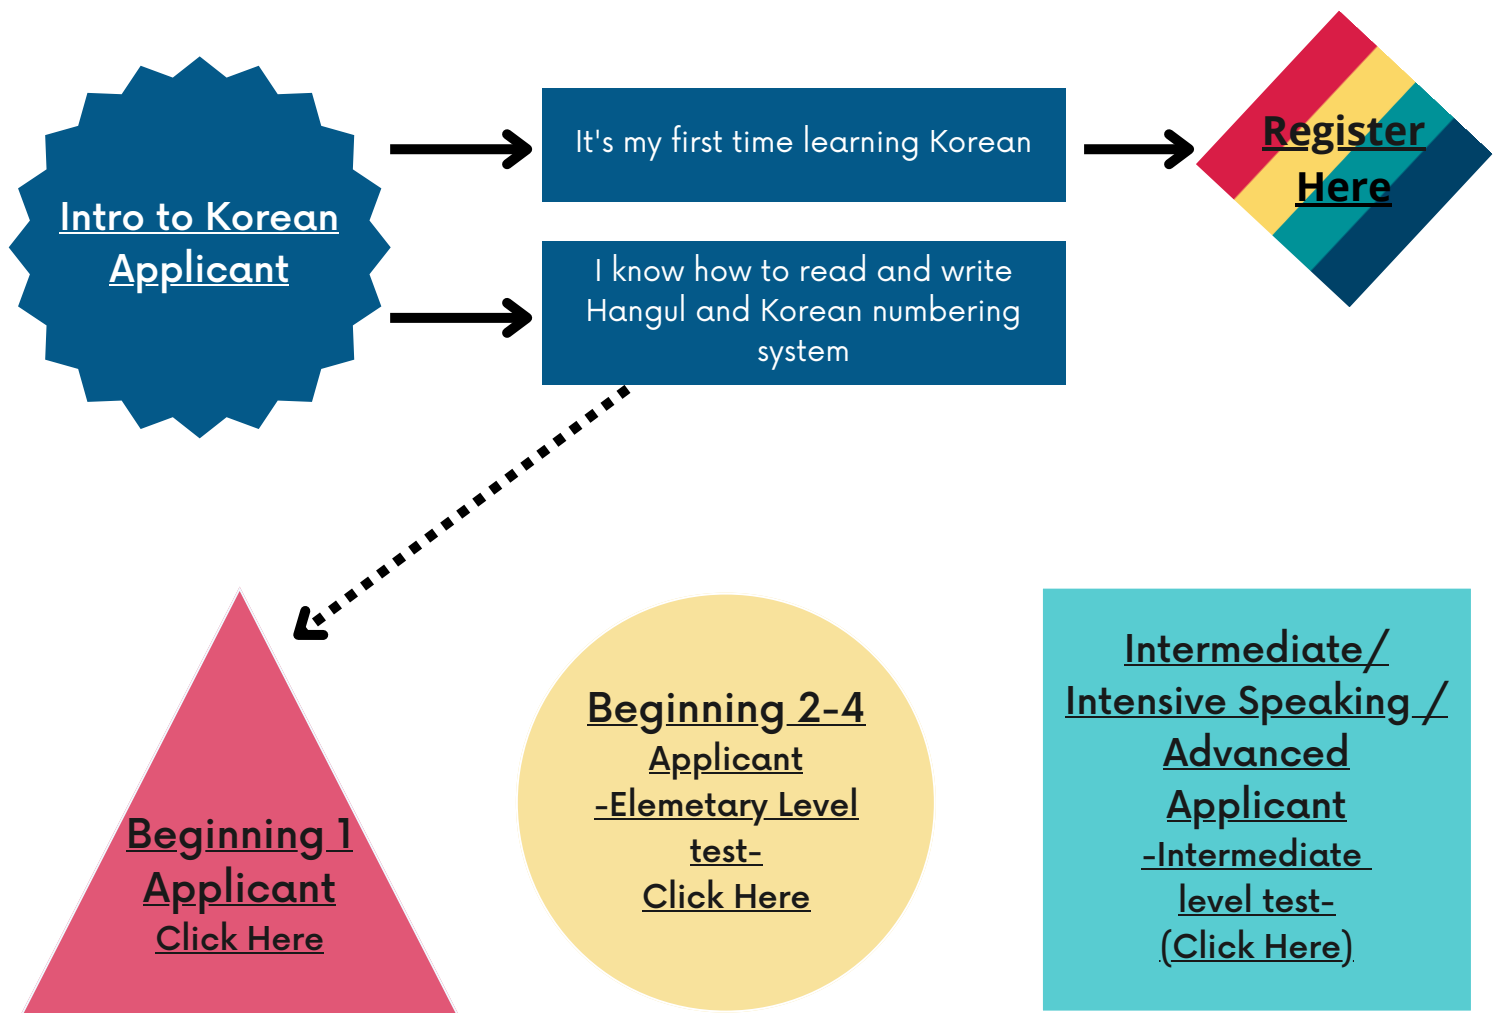 Intro to Korean
Applicant
It's my first time learning Korean
Register
Here
I know how to read and write
Hangul and Korean numbering
system
Beginning 1
Applicant
Click Here
Beginning 2-4
Applicant
-Elemetary Level
test-
Click Here
Intermediate/
Intensive Speaking /
Advanced
Applicant
-Intermediate
level test-
(Click Here)